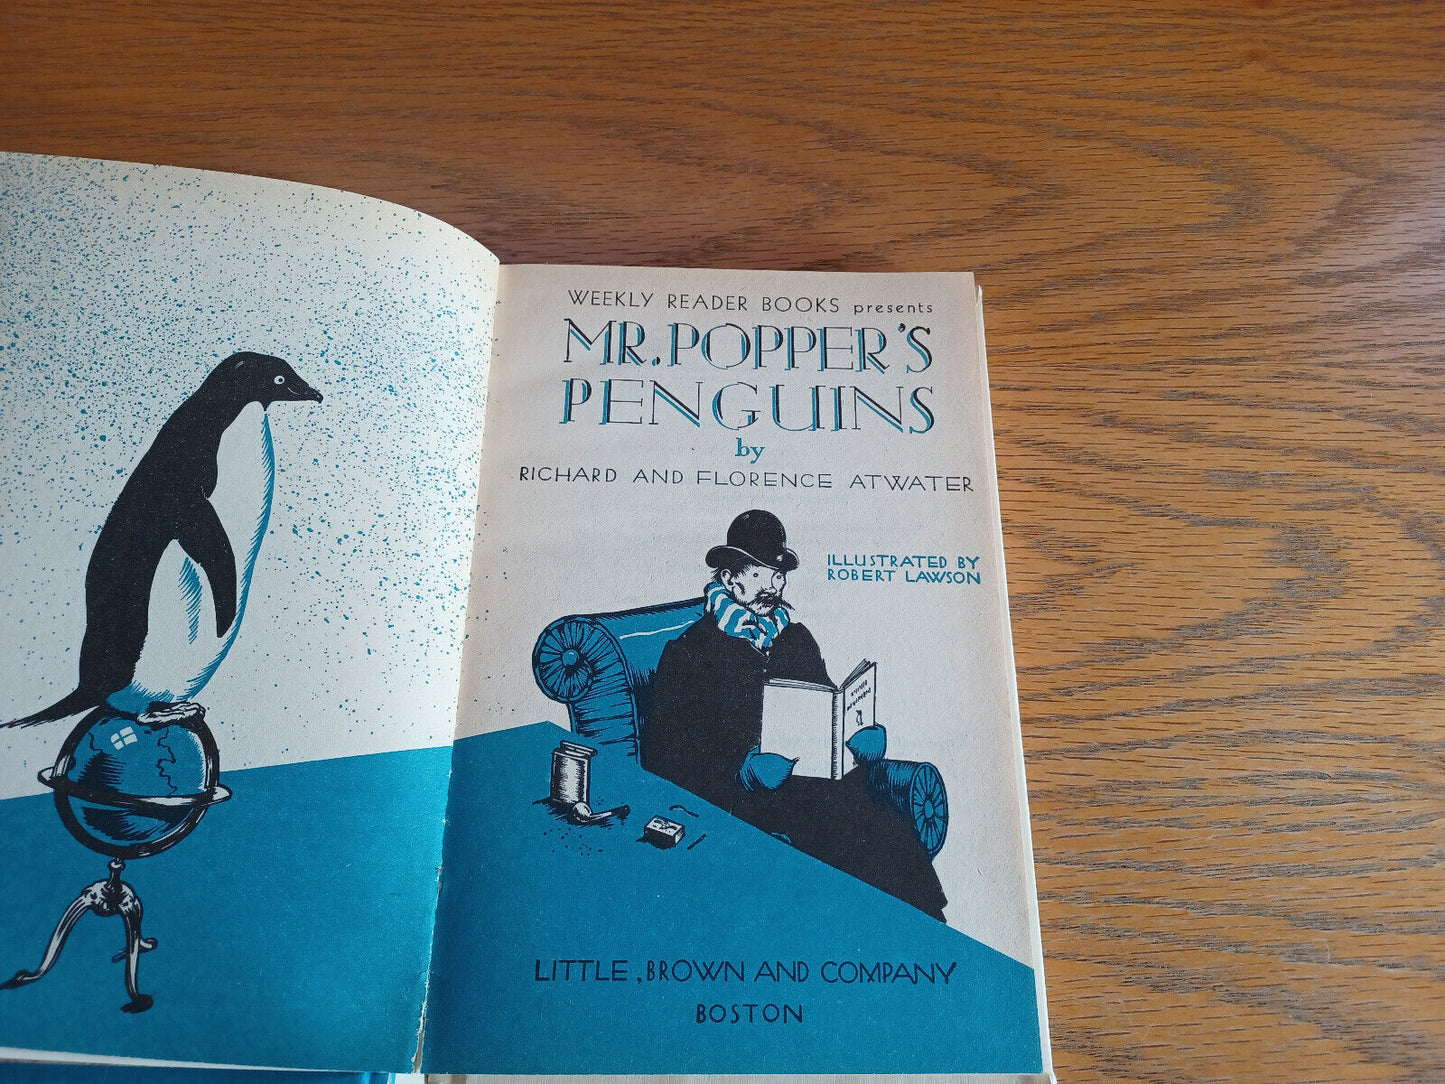 WEEKLY READER BOOKS presents
MR. POPPER'S
PENGUINS
by
RICHARD AND FLORENCE ATWATER
ILLUSTRATED BY
ROBERT LAWSON
LITTLE, BROWN AND COMPANY
BOSTON